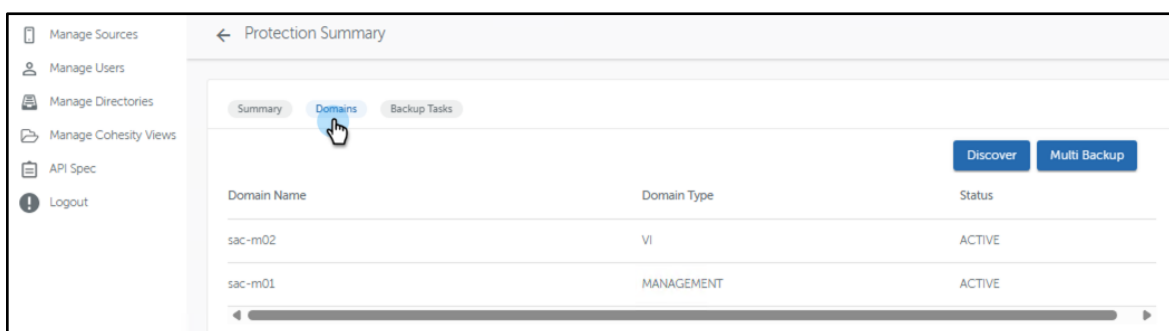 Manage Sources
Manage Users
Manage Directories
Manage Cohesity Views
API Spec
Logout
← Protection Summary
Summary Domains Backup Tasks
Discover Multi Backup
Domain Name Domain Type Status
sac-m02 VI ACTIVE
sac-m01 MANAGEMENT ACTIVE